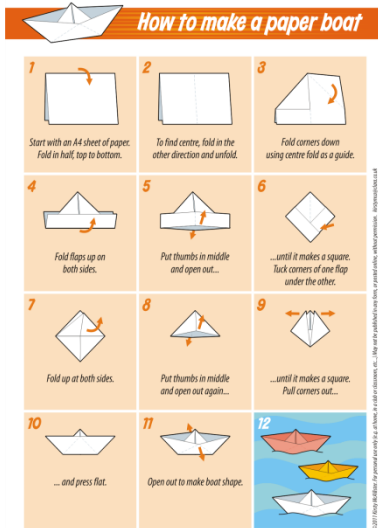 How to make a paper boat
1
Start with an A4 sheet of paper.
Fold in half, top to bottom.
2
To find centre, fold in the
other direction and unfold.
3
Fold corners down
using centre fold as a guide.
4
Fold flaps up on
both sides.
5
Put thumbs in middle
and open out...
6
...until it makes a square.
Tuck corners of one flap
under the other.
7
Fold up at both sides.
8
Put thumbs in middle
and open out again...
9
...until it makes a square.
Pull corners out...
10
... and press flat.
11
Open out to make boat shape.
12